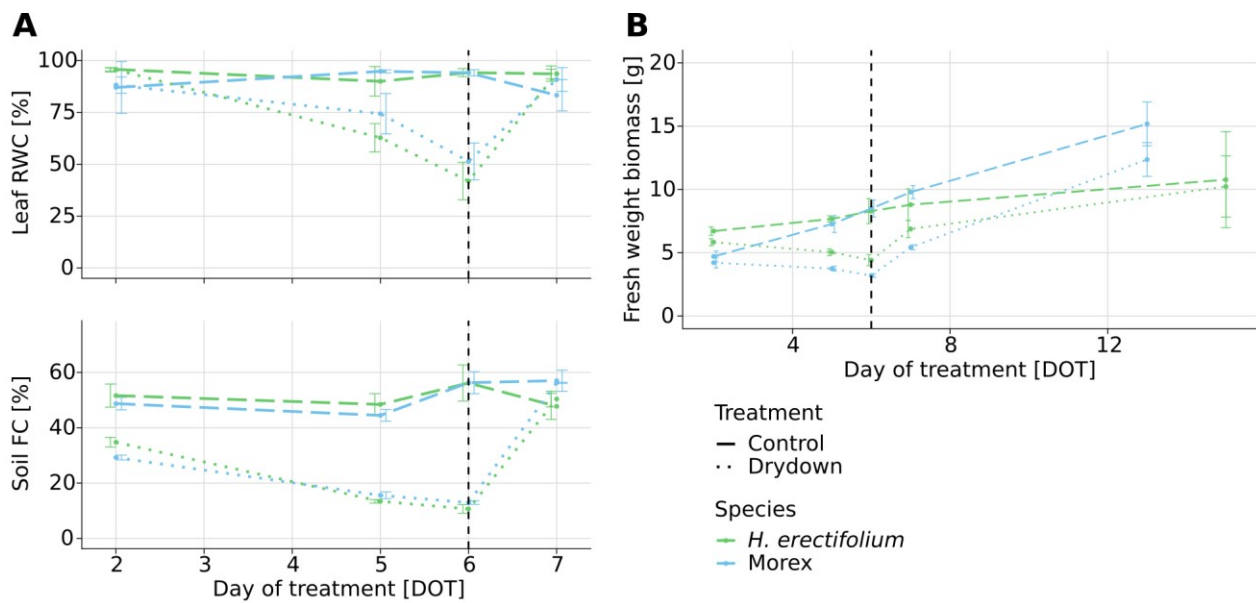 A
Leaf RWC [%]
100
75
50
25
0
Soil FC [%]
60
40
20
0
2 3 4 5 6 7
Day of treatment [DOT]
B
Fresh weight biomass [g]
20
15
10
5
0
4 8 12
Day of treatment [DOT]
Treatment
Control
Drydown
Species
H. erectifolium
Morex